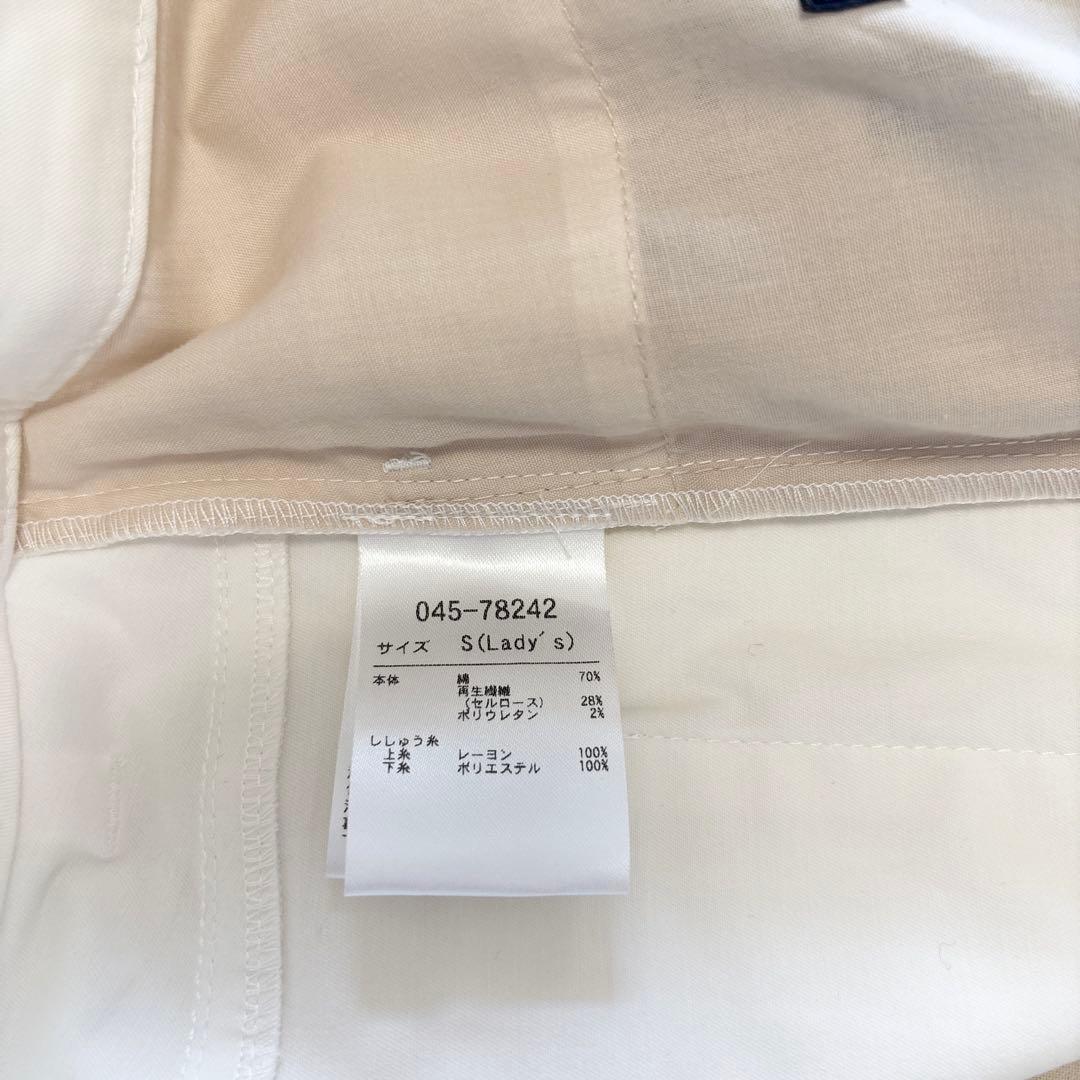 045-78242
サイズ S(Lady's)
本体 綿 70%
再生繊維
(セルロース) 28%
ポリウレタン 2%
ししゅう糸
上糸 レーヨン 100%
下糸 ポリエステル 100%